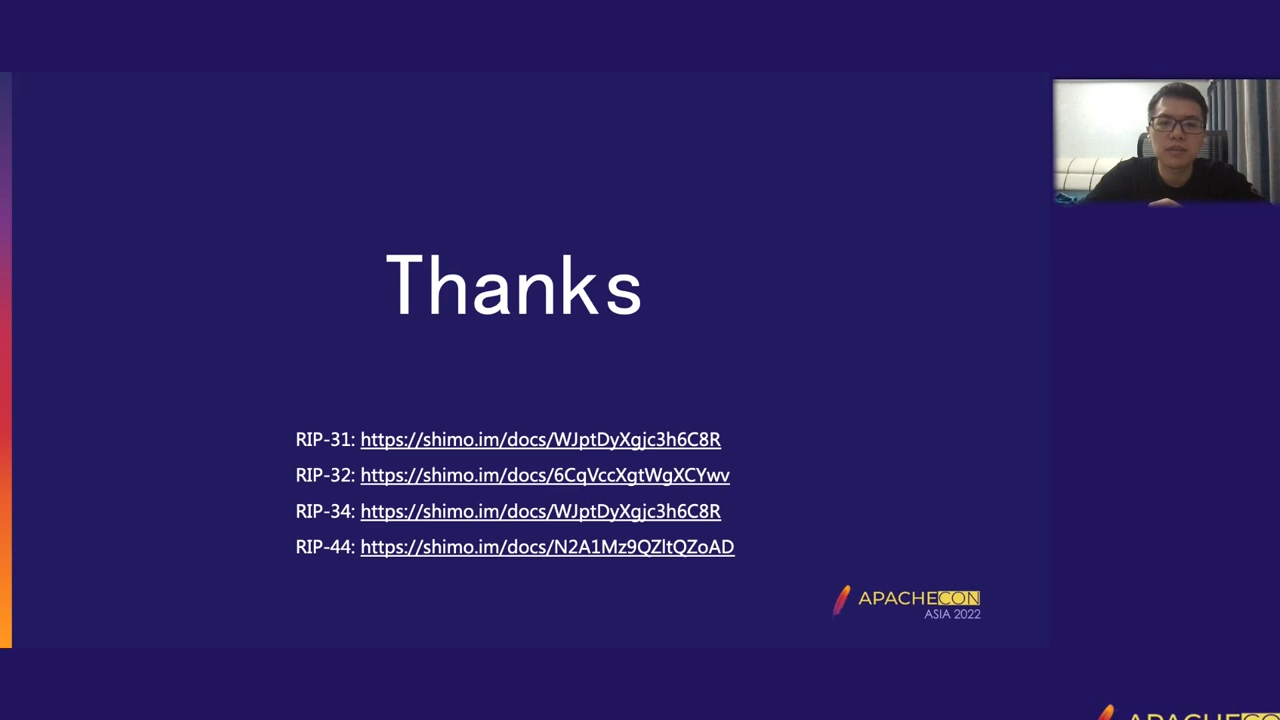 Thanks
RIP-31: https://shimo.im/docs/WJptDyXgjc3h6C8R
RIP-32: https://shimo.im/docs/6CqVccXgtWgXCYwv
RIP-34: https://shimo.im/docs/WJptDyXgjc3h6C8R
RIP-44: https://shimo.im/docs/N2A1Mz9QZltQZoAD
APACHECON
ASIA 2022
APACHECO